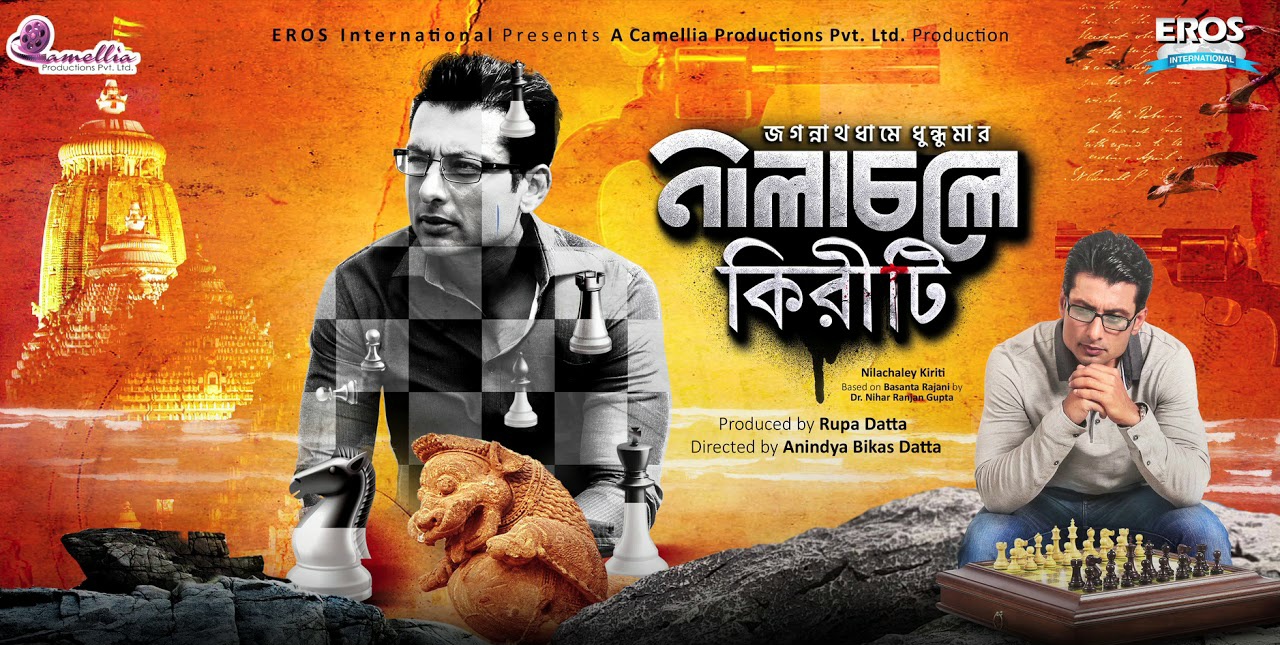 Camellia
Productions Pvt. Ltd.
EROS International Presents A Camellia Productions Pvt. Ltd. Production
EROS
INTERNATIONAL
জগন্নাথধামে ধুন্ধুমার
নীলাচলে
কিরীটি
Nilachaley Kiriti
Based on Basanta Rajani by
Dr. Nihar Ranjan Gupta
Produced by Rupa Datta
Directed by Anindya Bikas Datta